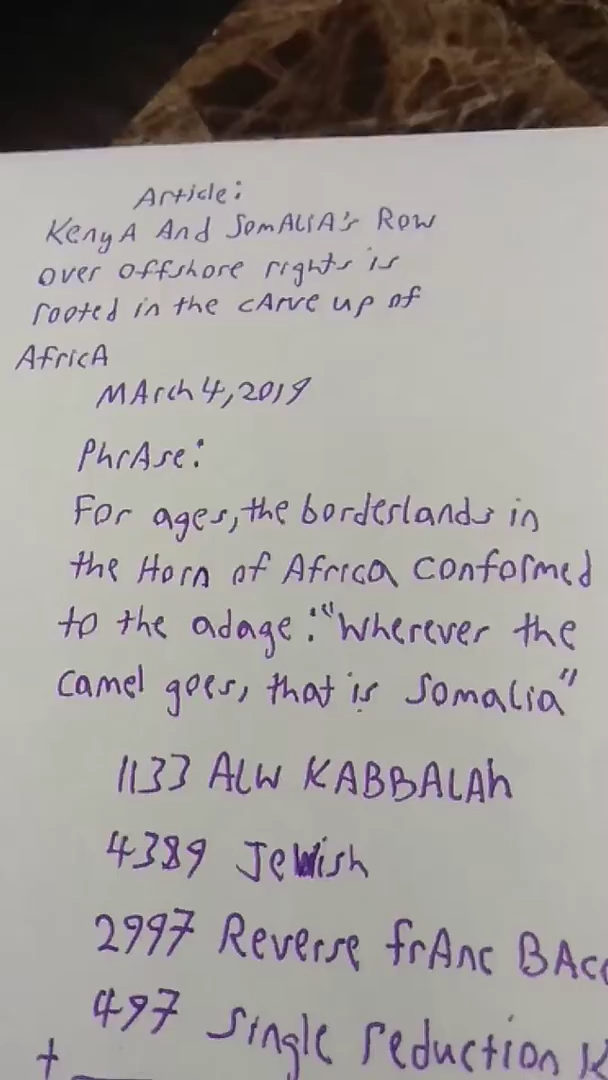 Article:
KenyA And SomAliA's Row
over offshore rights is
rooted in the cArve up of
AfricA
MArch 4, 2019
PhrAse:
For ages, the borderlands in
the Horn of Africa conformed
to the adage: "Wherever the
camel goes, that is Somalia"
1133 ALW KABBALAh
4389 Jewish
2997 Reverse frAnc BAc
497 Single reduction K
+